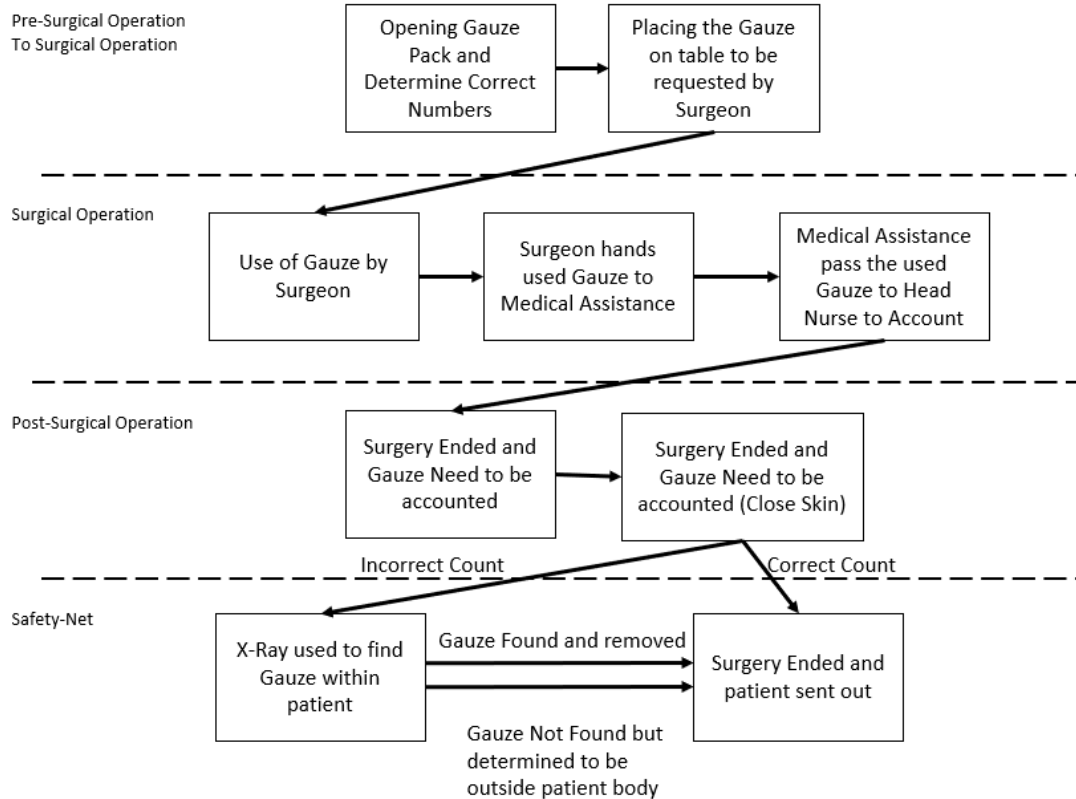 Pre-Surgical Operation
To Surgical Operation
Opening Gauze
Pack and
Determine Correct
Numbers
Placing the Gauze
on table to be
requested by
Surgeon
Surgical Operation
Use of Gauze by
Surgeon
Surgeon hands
used Gauze to
Medical Assistance
Medical Assistance
pass the used
Gauze to Head
Nurse to Account
Post-Surgical Operation
Surgery Ended and
Gauze Need to be
accounted
Surgery Ended and
Gauze Need to be
accounted (Close Skin)
Incorrect Count
Correct Count
Safety-Net
X-Ray used to find
Gauze within
patient
Gauze Found and removed
Gauze Not Found but
determined to be
outside patient body
Surgery Ended and
patient sent out